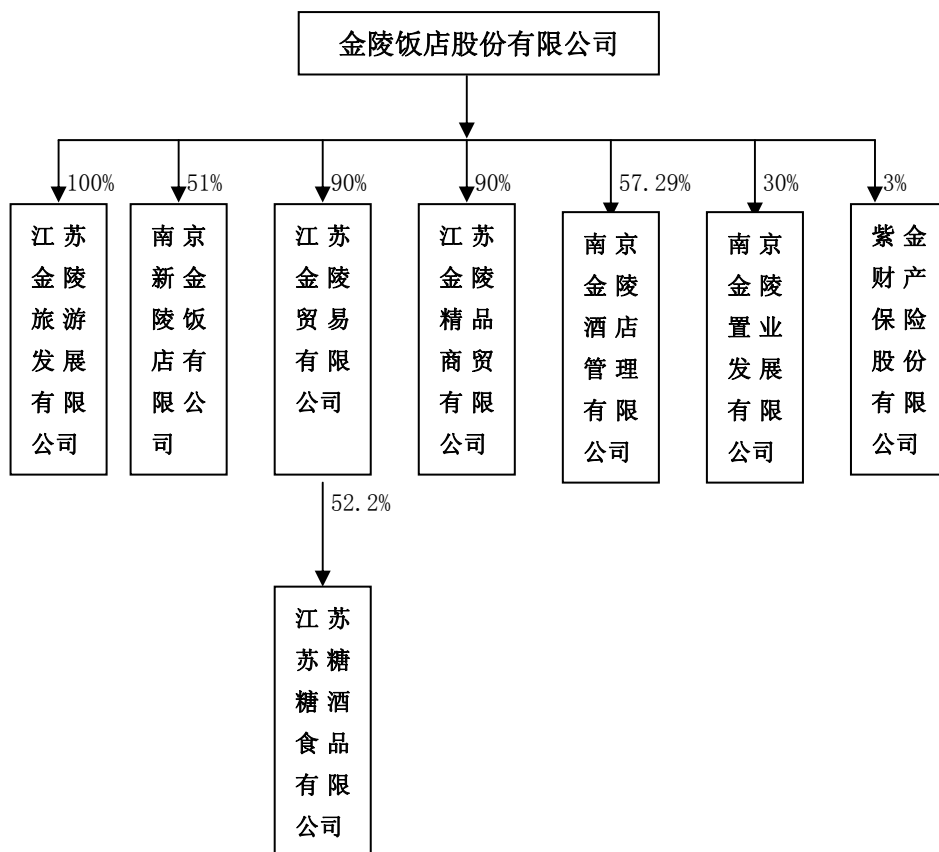 金陵饭店股份有限公司
100%
51%
90%
90%
57.29%
30%
3%
江苏
金陵
旅游
发展
有限
公司
南京
新金
陵饭
店有
限公
司
江苏
金陵
贸易
有限
公司
江苏
金陵
精品
商贸
有限
公司
南京
金陵
酒店
管理
有限
公司
南京
金陵
置业
发展
有限
公司
紫金
财产
保险
股份
有限
公司
52.2%
江苏
苏糖
糖酒
食品
有限
公司